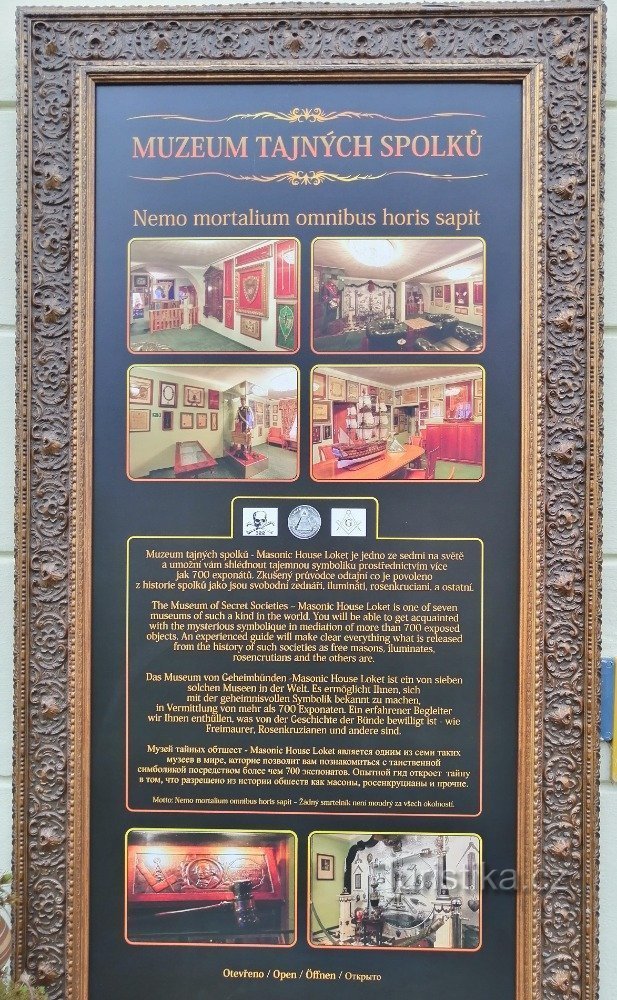 MUZEUM TAJNÝCH SPOLKŮ
Nemo mortalium omnibus horis sapit
322
G
Muzeum tajných spolků - Masonic House Loket je jedno ze sedmi na světě
a umožní vám shlédnout tajemnou symboliku prostřednictvím více
jak 700 exponátů. Zkušený průvodce odtajní co je povoleno
z historie spolků jako jsou svobodní zednáři, ilumináti, rosenkruciani, a ostatní.
The Museum of Secret Societies – Masonic House Loket is one of seven
museums of such a kind in the world. You will be able to get acquainted
with the mysterious symbolique in mediation of more than 700 exposed
objects. An experienced guide will make clear everything what is released
from the history of such societies as free masons, iluminates,
rosencrutians and the others are.
Das Museum von Geheimbünden -Masonic House Loket ist ein von sieben
solchen Museen in der Welt. Es ermöglicht Ihnen, sich
mit der geheimnisvollen Symbolik bekannt zu machen,
in Vermittlung von mehr als 700 Exponaten. Ein erfahrener Begleiter
wir Ihnen enthüllen, was von der Geschichte der Bünde bewilligt ist - wie
Freimaurer, Rosenkruzianen und andere sind.
Музей тайных обтшест - Masonic House Loket является одним из семи таких
музеев в мире, которие позволит вам познакомиться с таинственной
симболикой посредством более чем 700 экспонатов. Опытной гид откроет тайну
в том, что разрешено из истории обшеств как масоны, росенкруцианы и прочие.
Motto: Nemo mortalium omnibus horis sapit – Žádný smrtelník není moudrý za všech okolností.
turistika.cz
Otevřeno / Open / Öffnen / Открыто